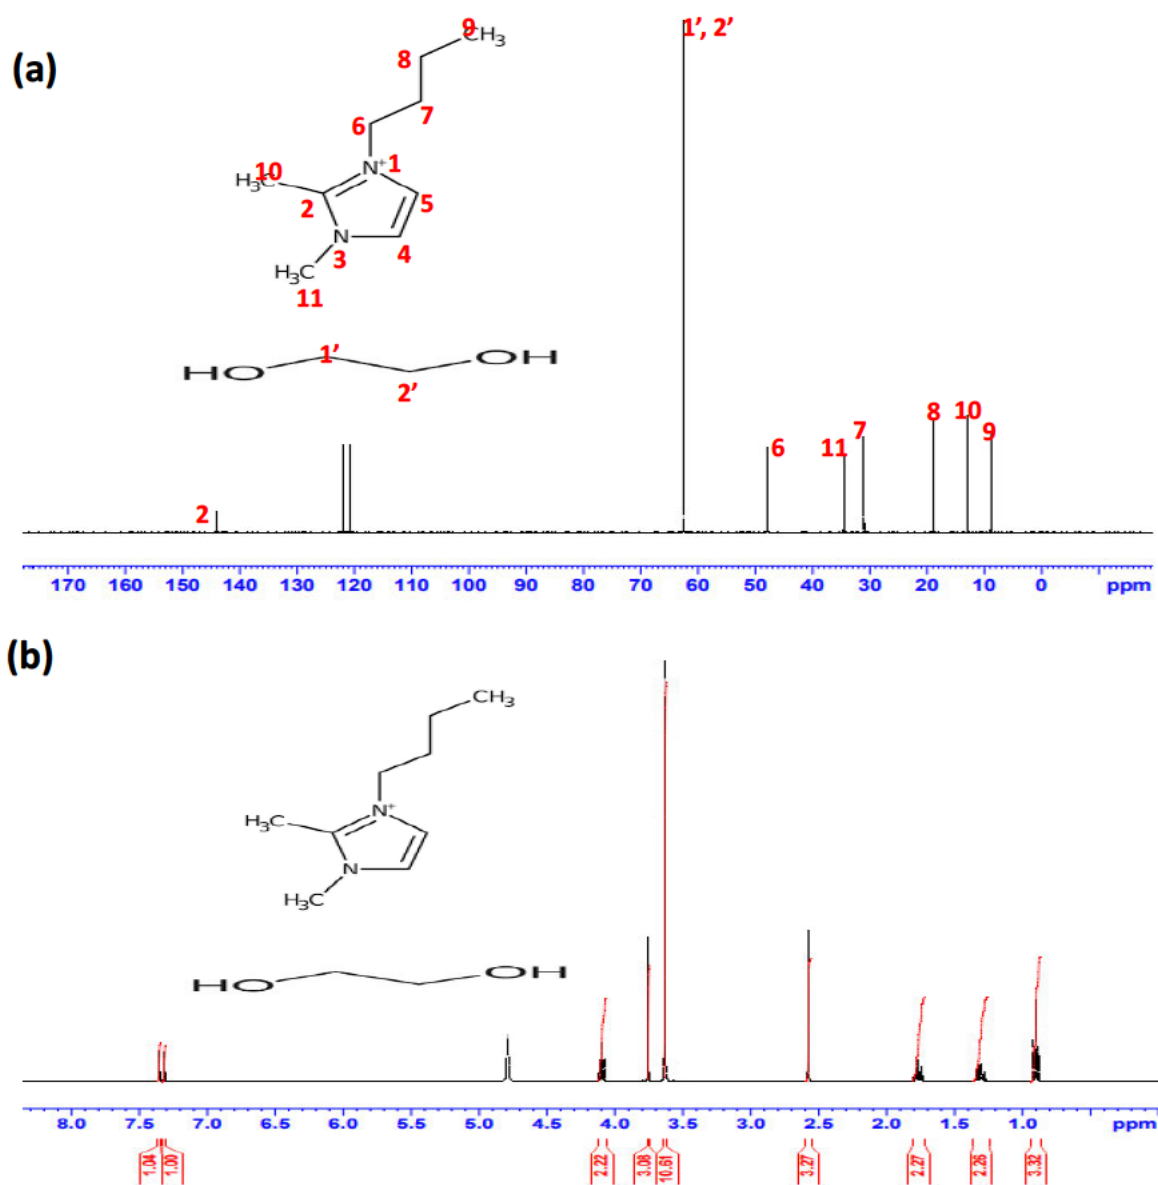 (a)
9
CH3
8
7
6
10
H3C
N+ 1
2
5
N
3
4
H3C
11
1', 2'
HO
1'
OH
2'
2
6
11
7
8
10
9
170 160 150 140 130 120 110 100 90 80 70 60 50 40 30 20 10 0 ppm
(b)
CH3
N+
H3C
N
H3C
HO
OH
8.0 7.5 7.0 6.5 6.0 5.5 5.0 4.5 4.0 3.5 3.0 2.5 2.0 1.5 1.0 ppm
1.04 1.00 2.22 3.08 10.61 3.27 2.27 2.26 3.32